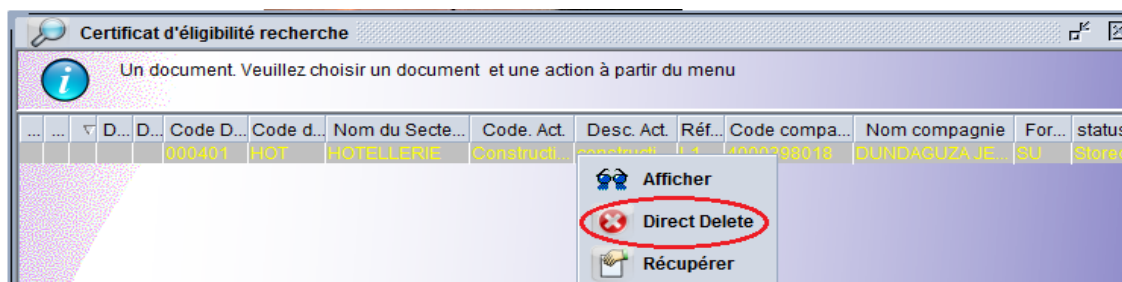 Certificat d'éligibilité recherche
Un document. Veuillez choisir un document et une action à partir du menu
... ... D... D... Code D... Code d... Nom du Secte... Code. Act. Desc. Act. Réf... Code compa... Nom compagnie For... status
000401 HOT HOTELLERIE Constructi... constructi... L1 4000398018 DUNDAGUZA JE... SU Stored
Afficher
Direct Delete
Récupérer